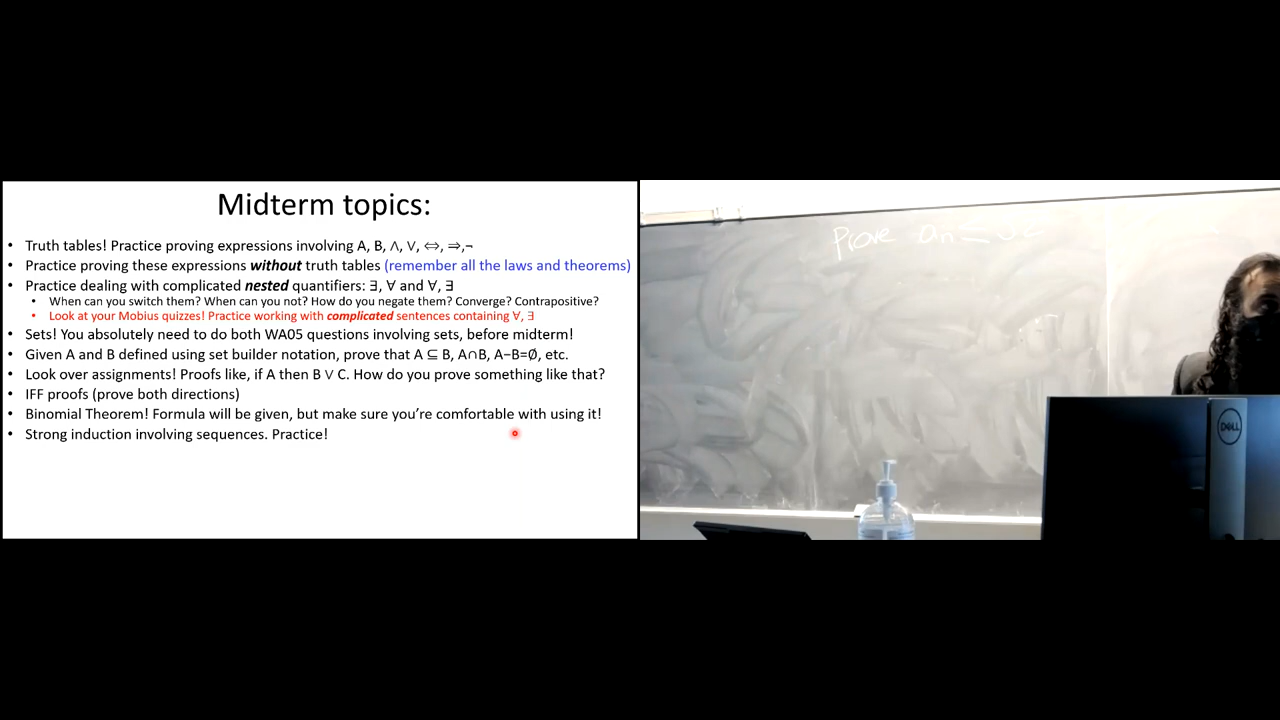 Midterm topics:
• Truth tables! Practice proving expressions involving A, B, ∧, ∨, ⇔, ⇒,¬
• Practice proving these expressions without truth tables (remember all the laws and theorems)
• Practice dealing with complicated nested quantifiers: ∃, ∀ and ∀, ∃
• When can you switch them? When can you not? How do you negate them? Converge? Contrapositive?
• Look at your Mobius quizzes! Practice working with complicated sentences containing ∀, ∃
• Sets! You absolutely need to do both WA05 questions involving sets, before midterm!
• Given A and B defined using set builder notation, prove that A ⊆ B, A∩B, A−B=∅, etc.
• Look over assignments! Proofs like, if A then B ∨ C. How do you prove something like that?
• IFF proofs (prove both directions)
• Binomial Theorem! Formula will be given, but make sure you’re comfortable with using it!
• Strong induction involving sequences. Practice!
Prove
DELL